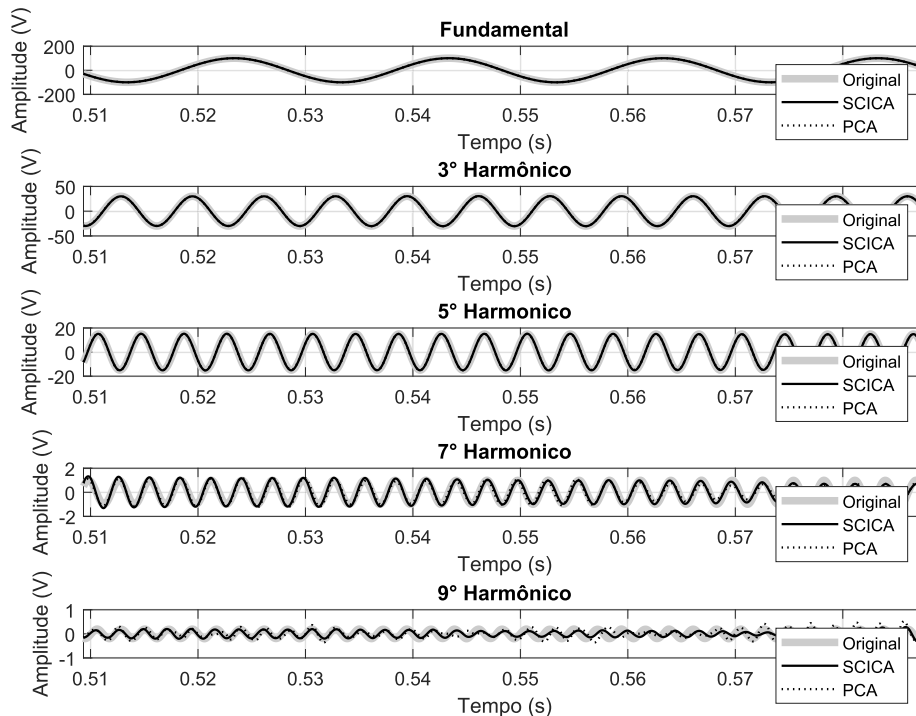 Fundamental
Amplitude (V)
200
0
-200
0.51 0.52 0.53 0.54 0.55 0.56 0.57
Tempo (s)
Original
SCICA
PCA
3° Harmônico
Amplitude (V)
50
0
-50
0.51 0.52 0.53 0.54 0.55 0.56 0.57
Tempo (s)
Original
SCICA
PCA
5° Harmonico
Amplitude (V)
20
0
-20
0.51 0.52 0.53 0.54 0.55 0.56 0.57
Tempo (s)
Original
SCICA
PCA
7° Harmonico
Amplitude (V)
2
0
-2
0.51 0.52 0.53 0.54 0.55 0.56 0.57
Tempo (s)
Original
SCICA
PCA
9° Harmônico
Amplitude (V)
1
0
-1
0.51 0.52 0.53 0.54 0.55 0.56 0.57
Tempo (s)
Original
SCICA
PCA